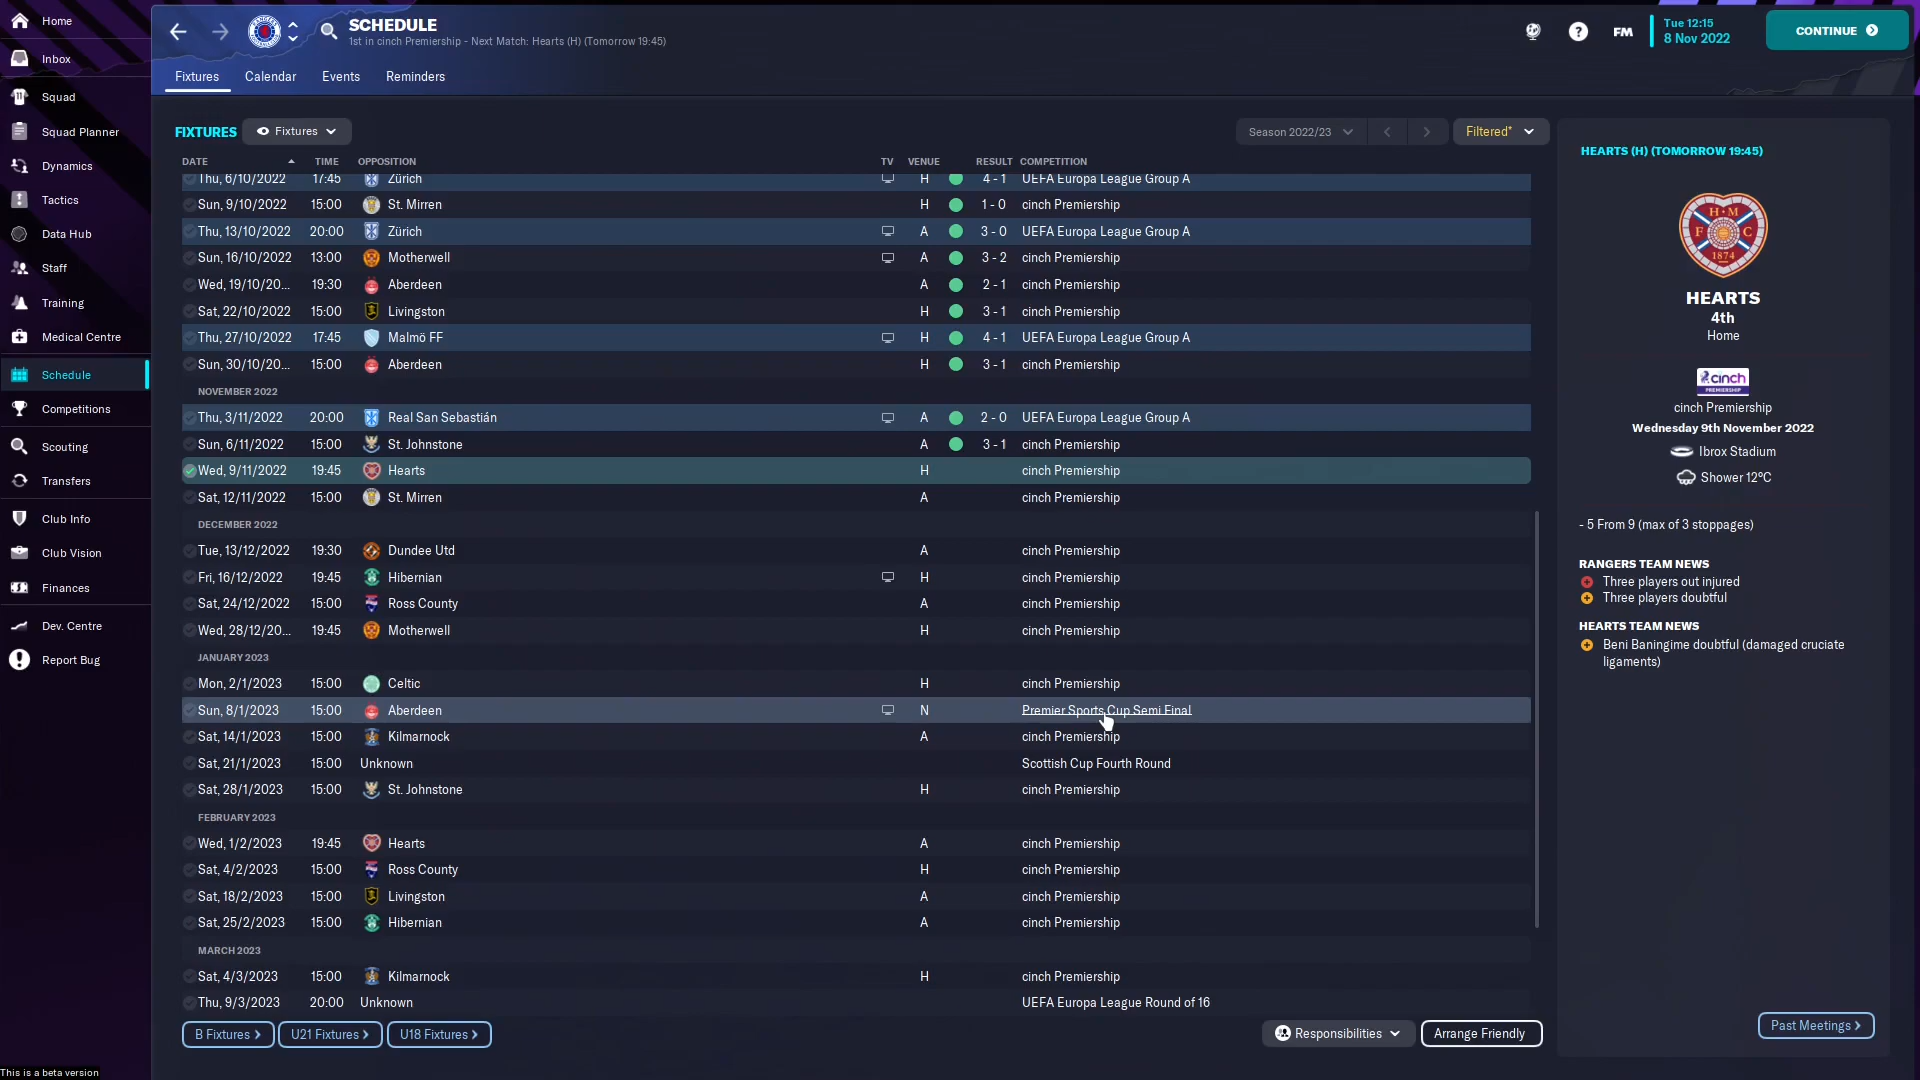 Home
Inbox
Squad
Squad Planner
Dynamics
Tactics
Data Hub
Staff
Training
Medical Centre
Schedule
Competitions
Scouting
Transfers
Club Info
Club Vision
Finances
Dev. Centre
Report Bug
This is a beta version
SCHEDULE
1st in cinch Premiership - Next Match: Hearts (H) (Tomorrow 19:45)
FM
Tue 12:15
8 Nov 2022
CONTINUE
Fixtures Calendar Events Reminders
FIXTURES Fixtures Season 2022/23 Filtered*
DATE TIME OPPOSITION TV VENUE RESULT COMPETITION
Thu, 6/10/2022 17:45 Zürich H 4 - 1 UEFA Europa League Group A
Sun, 9/10/2022 15:00 St. Mirren H 1 - 0 cinch Premiership
Thu, 13/10/2022 20:00 Zürich A 3 - 0 UEFA Europa League Group A
Sun, 16/10/2022 13:00 Motherwell A 3 - 2 cinch Premiership
Wed, 19/10/20... 19:30 Aberdeen A 2 - 1 cinch Premiership
Sat, 22/10/2022 15:00 Livingston H 3 - 1 cinch Premiership
Thu, 27/10/2022 17:45 Malmö FF H 4 - 1 UEFA Europa League Group A
Sun, 30/10/20... 15:00 Aberdeen H 3 - 1 cinch Premiership
NOVEMBER 2022
Thu, 3/11/2022 20:00 Real San Sebastián A 2 - 0 UEFA Europa League Group A
Sun, 6/11/2022 15:00 St. Johnstone A 3 - 1 cinch Premiership
Wed, 9/11/2022 19:45 Hearts H cinch Premiership
Sat, 12/11/2022 15:00 St. Mirren A cinch Premiership
DECEMBER 2022
Tue, 13/12/2022 19:30 Dundee Utd A cinch Premiership
Fri, 16/12/2022 19:45 Hibernian H cinch Premiership
Sat, 24/12/2022 15:00 Ross County A cinch Premiership
Wed, 28/12/20... 19:45 Motherwell H cinch Premiership
JANUARY 2023
Mon, 2/1/2023 15:00 Celtic H cinch Premiership
Sun, 8/1/2023 15:00 Aberdeen N Premier Sports Cup Semi Final
Sat, 14/1/2023 15:00 Kilmarnock A cinch Premiership
Sat, 21/1/2023 15:00 Unknown Scottish Cup Fourth Round
Sat, 28/1/2023 15:00 St. Johnstone H cinch Premiership
FEBRUARY 2023
Wed, 1/2/2023 19:45 Hearts A cinch Premiership
Sat, 4/2/2023 15:00 Ross County H cinch Premiership
Sat, 18/2/2023 15:00 Livingston A cinch Premiership
Sat, 25/2/2023 15:00 Hibernian A cinch Premiership
MARCH 2023
Sat, 4/3/2023 15:00 Kilmarnock H cinch Premiership
Thu, 9/3/2023 20:00 Unknown UEFA Europa League Round of 16
B Fixtures U21 Fixtures U18 Fixtures Responsibilities Arrange Friendly
HEARTS (H) (TOMORROW 19:45)
H M
F C
1874
HEARTS
4th
Home
cinch
PREMIERSHIP
cinch Premiership
Wednesday 9th November 2022
Ibrox Stadium
Shower 12°C
- 5 From 9 (max of 3 stoppages)
RANGERS TEAM NEWS
Three players out injured
Three players doubtful
HEARTS TEAM NEWS
Beni Baningime doubtful (damaged cruciate
ligaments)
Past Meetings